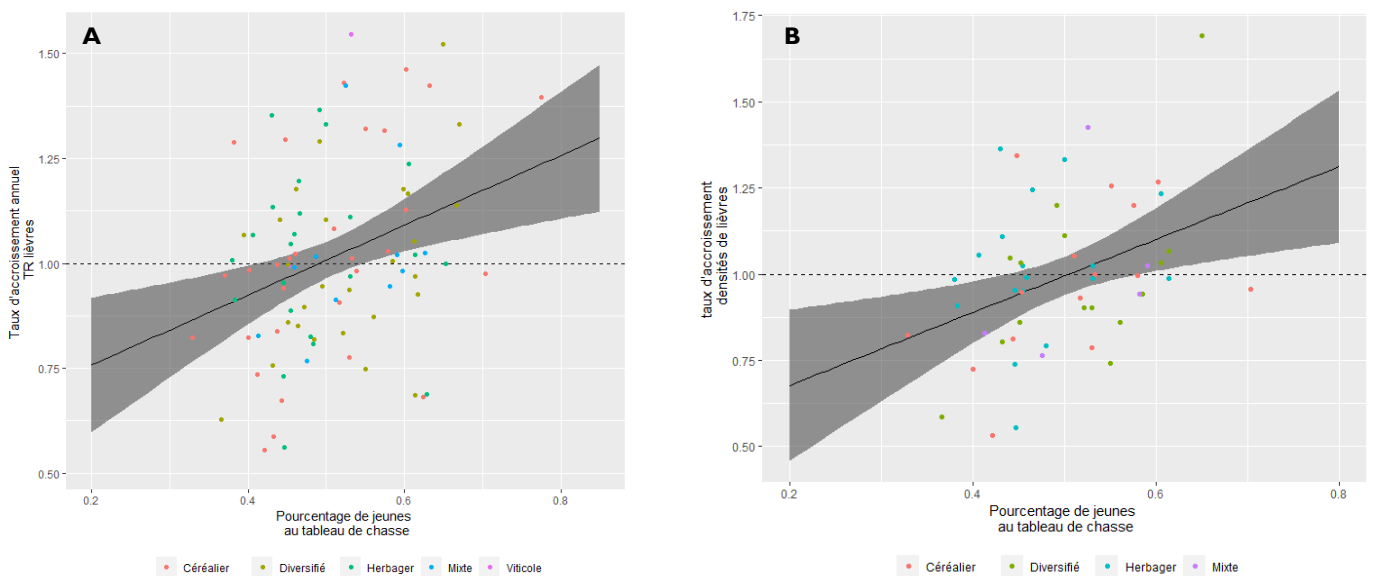 A
1.50
1.25
1.00
0.75
0.50
Taux d'accroissement annuel
TR lièvres
0.2
0.4
0.6
0.8
Pourcentage de jeunes
au tableau de chasse
Céréalier
Diversifié
Herbager
Mixte
Viticole
B
1.75
1.50
1.25
1.00
0.75
0.50
taux d'accroissement
densités de lièvres
0.2
0.4
0.6
0.8
Pourcentage de jeunes
au tableau de chasse
Céréalier
Diversifié
Herbager
Mixte